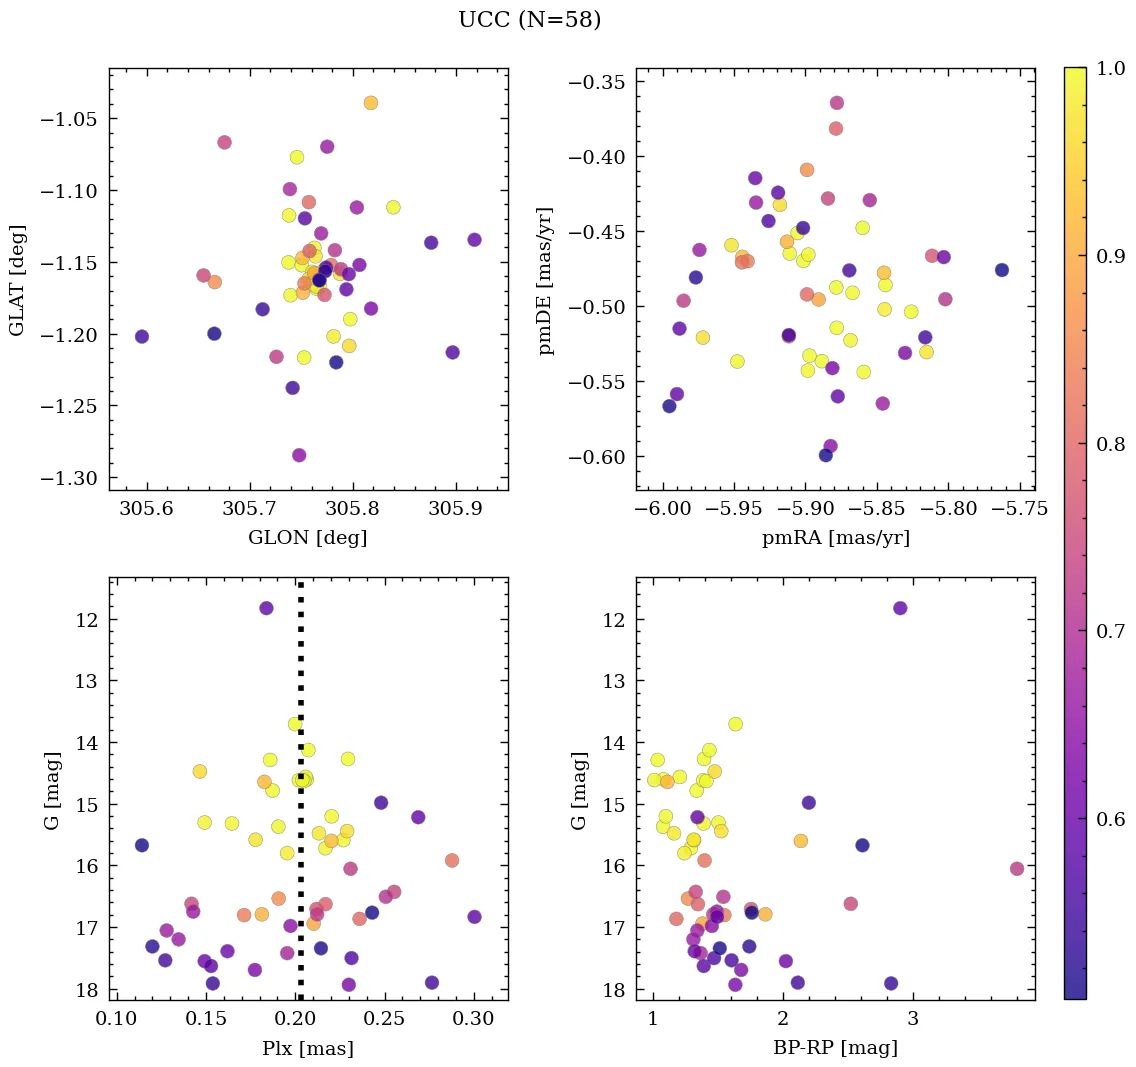 UCC (N=58)
−1.05
−1.10
−1.15
−1.20
−1.25
−1.30
GLAT [deg]
305.6 305.7 305.8 305.9
GLON [deg]
−0.35
−0.40
−0.45
−0.50
−0.55
−0.60
pmDE [mas/yr]
−6.00 −5.95 −5.90 −5.85 −5.80 −5.75
pmRA [mas/yr]
12
13
14
15
16
17
18
G [mag]
0.10 0.15 0.20 0.25 0.30
Plx [mas]
12
13
14
15
16
17
18
G [mag]
1 2 3
BP-RP [mag]
1.0
0.9
0.8
0.7
0.6